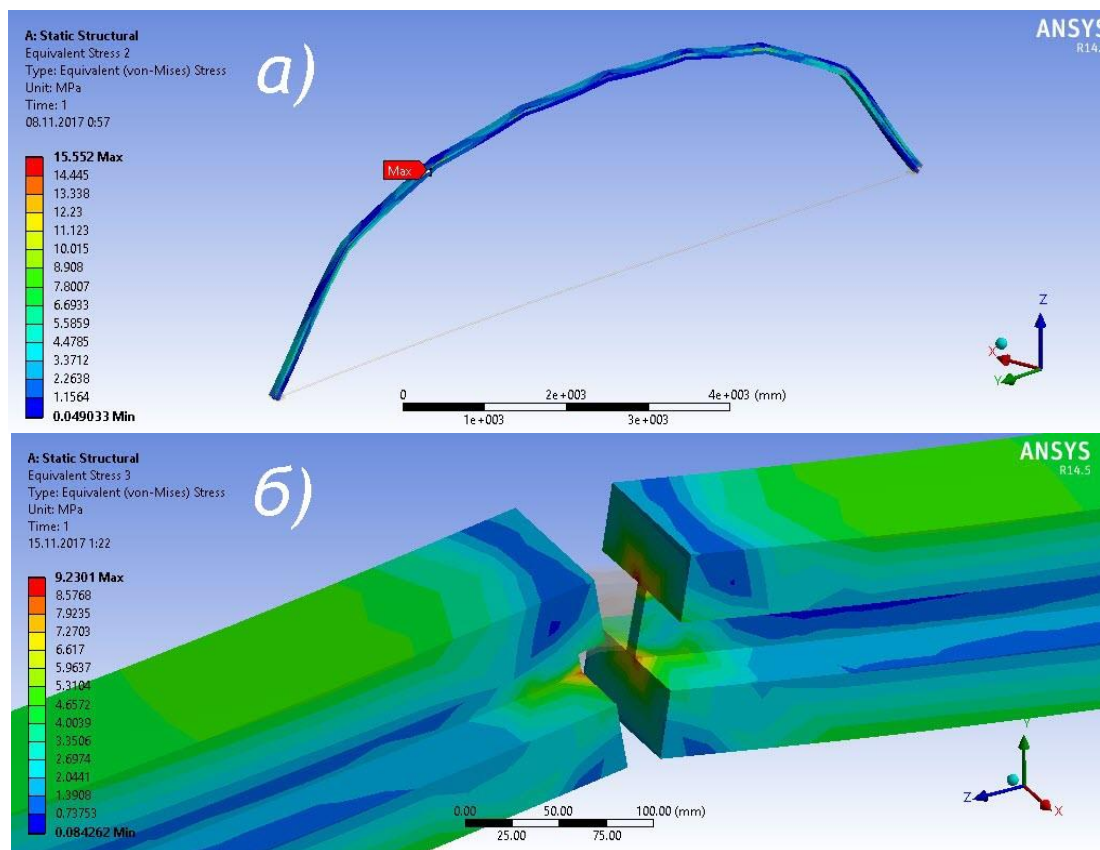 A: Static Structural
Equivalent Stress 2
Type: Equivalent (von-Mises) Stress
Unit: MPa
Time: 1
08.11.2017 0:57
а)
ANSYS
R14.
15.552 Max
14.445
13.338
12.23
11.123
10.015
8.908
7.8007
6.6933
5.5859
4.4785
3.3712
2.2638
1.1564
0.049033 Min
Max
Z
X
Y
0
2e+003
4e+003 (mm)
1e+003
3e+003
A: Static Structural
Equivalent Stress 3
Type: Equivalent (von-Mises) Stress
Unit: MPa
Time: 1
15.11.2017 1:22
б)
ANSYS
R14.5
9.2301 Max
8.5768
7.9235
7.2703
6.617
5.9637
5.3104
4.6572
4.0039
3.3506
2.6974
2.0441
1.3908
0.73753
0.084262 Min
Y
Z
X
0.00
50.00
100.00 (mm)
25.00
75.00